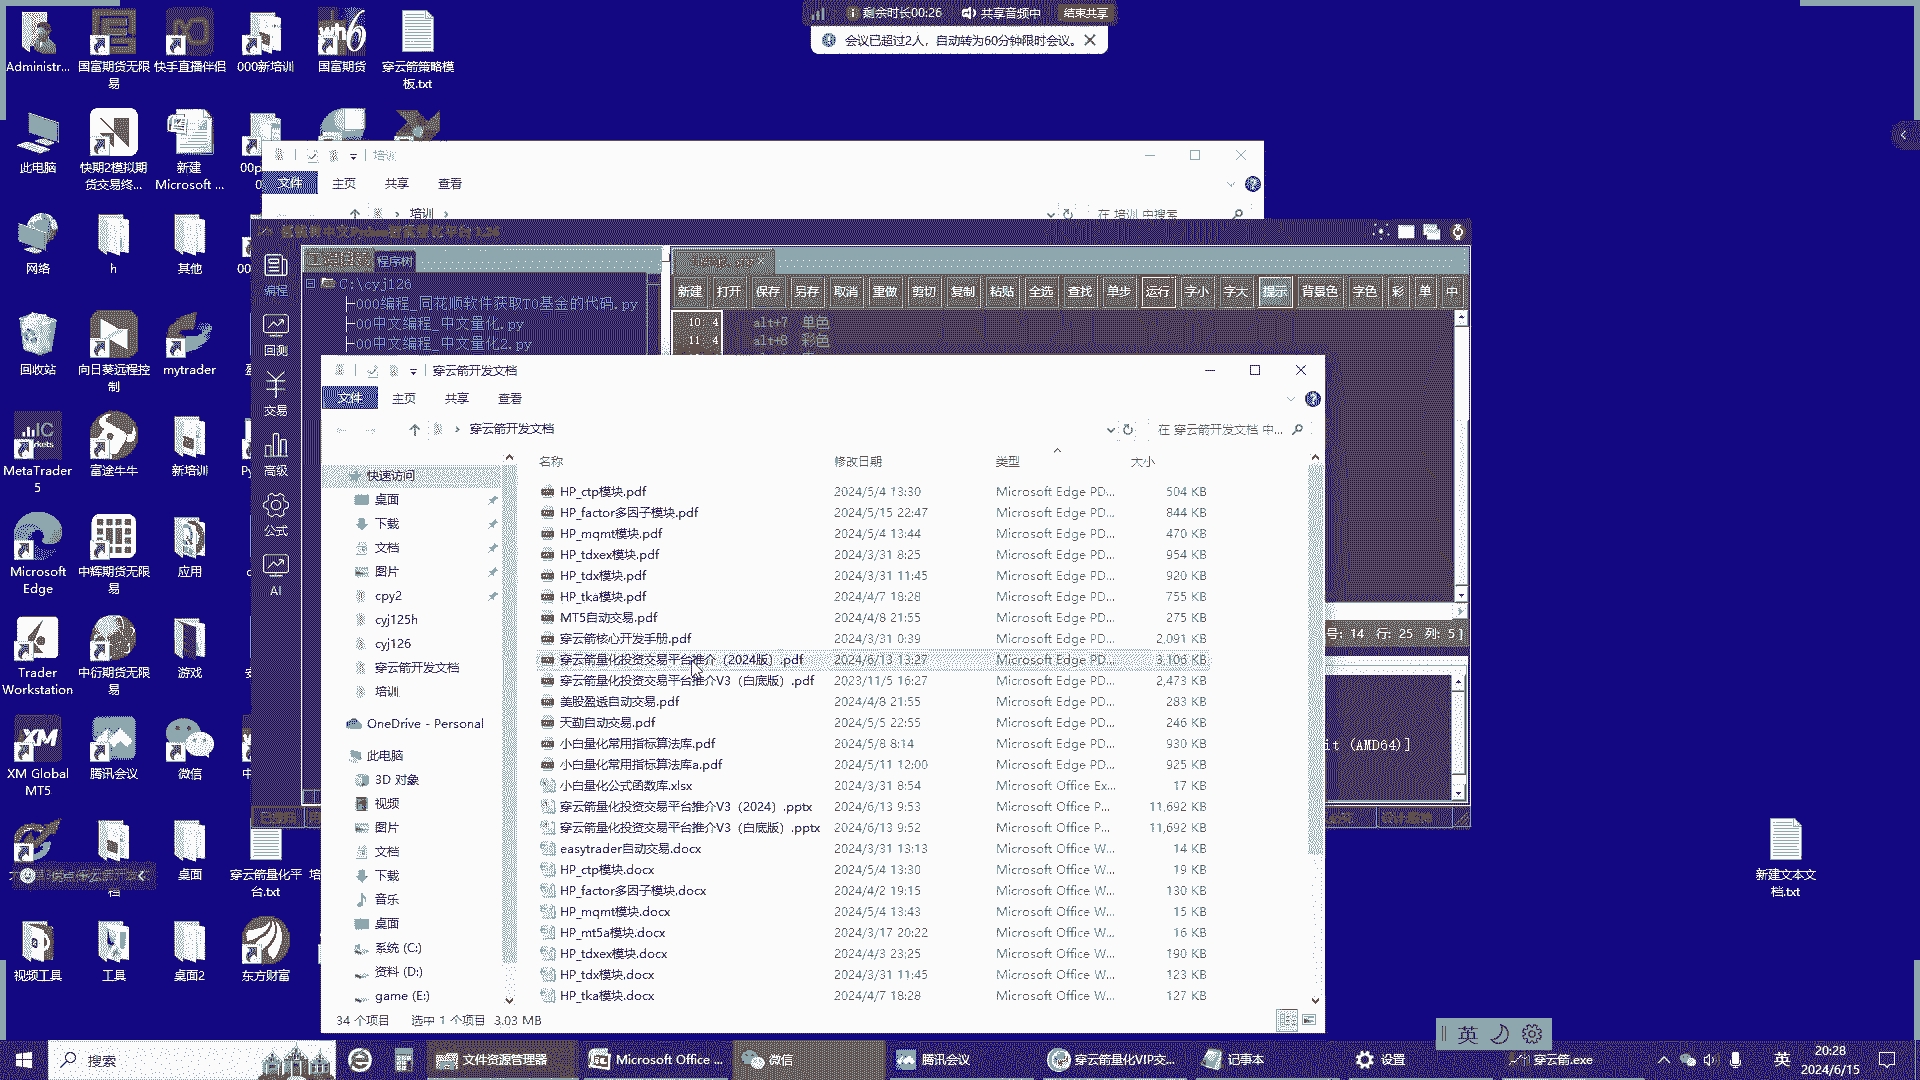 剩余时长00:26
共享音频中
结束共享
会议已超过2人，自动转为60分钟限时会议。
Administr...
国富期货无限易
快手直播伴侣
000新培训
国富期货
穿云箭策略模板.txt
此电脑
快期2模拟期货交易终...
新建 Microsoft ...
网络
h
其他
回收站
向日葵远程控制
mytrader
MetaTrader 5
富途牛牛
新培训
Microsoft Edge
中辉期货无限易
应用
Trader Workstation
中衍期货无限易
游戏
XM Global MT5
腾讯会议
微信
桌面
穿云箭量化平台.txt
视频工具
工具
桌面2
东方财富
新建文本文档.txt
培训
文件
主页
共享
查看
培训
在 培训 中搜索
程序树
编程
回测
交易
高级
公式
AI
C:\cyj126
000编程_同花顺软件获取T0基金的代码.py
00中文编程_中文量化.py
00中文编程_中文量化2.py
新建 打开 保存 另存 取消 重做 剪切 复制 粘贴 全选 查找 单步 运行 字小 字大 提示 背景色 字色 彩 单 中
10: 4 alt+7 单色
11: 4 alt+8 彩色
号: 14 行: 25 列: 5]
it (AMD64)]
穿云箭开发文档
文件 主页 共享 查看
穿云箭开发文档
在 穿云箭开发文档 中...
快速访问
桌面
下载
文档
图片
cpy2
cyj125h
cyj126
穿云箭开发文档
培训
OneDrive - Personal
此电脑
3D 对象
视频
图片
文档
下载
音乐
桌面
系统 (C:)
资料 (D:)
game (E:)
名称 修改日期 类型 大小
HP_ctp模块.pdf 2024/5/4 13:30 Microsoft Edge PD... 504 KB
HP_factor多因子模块.pdf 2024/5/15 22:47 Microsoft Edge PD... 844 KB
HP_mqmt模块.pdf 2024/5/4 13:44 Microsoft Edge PD... 470 KB
HP_tdxex模块.pdf 2024/3/31 8:25 Microsoft Edge PD... 954 KB
HP_tdx模块.pdf 2024/3/31 11:45 Microsoft Edge PD... 920 KB
HP_tka模块.pdf 2024/4/7 18:28 Microsoft Edge PD... 755 KB
MT5自动交易.pdf 2024/4/8 21:55 Microsoft Edge PD... 275 KB
穿云箭核心开发手册.pdf 2024/3/31 0:39 Microsoft Edge PD... 2,091 KB
穿云箭量化投资交易平台推介（2024版）.pdf 2024/6/13 13:27 Microsoft Edge PD... 3,106 KB
穿云箭量化投资交易平台推介V3（白底版）.pdf 2023/11/5 16:27 Microsoft Edge PD... 2,473 KB
美股盈透自动交易.pdf 2024/4/8 21:55 Microsoft Edge PD... 283 KB
天勤自动交易.pdf 2024/5/5 22:55 Microsoft Edge PD... 246 KB
小白量化常用指标算法库.pdf 2024/5/8 8:14 Microsoft Edge PD... 930 KB
小白量化常用指标算法库a.pdf 2024/5/11 12:00 Microsoft Edge PD... 925 KB
小白量化公式函数库.xlsx 2024/3/31 8:54 Microsoft Office Ex... 17 KB
穿云箭量化投资交易平台推介V3（2024）.pptx 2024/6/13 9:53 Microsoft Office P... 11,692 KB
穿云箭量化投资交易平台推介V3（白底版）.pptx 2024/6/13 9:52 Microsoft Office P... 11,692 KB
easytrader自动交易.docx 2024/3/31 13:13 Microsoft Office W... 14 KB
HP_ctp模块.docx 2024/5/4 13:30 Microsoft Office W... 19 KB
HP_factor多因子模块.docx 2024/4/2 19:15 Microsoft Office W... 130 KB
HP_mqmt模块.docx 2024/5/4 13:43 Microsoft Office W... 15 KB
HP_mt5a模块.docx 2024/3/17 20:22 Microsoft Office W... 16 KB
HP_tdxex模块.docx 2024/4/3 23:25 Microsoft Office W... 190 KB
HP_tdx模块.docx 2024/3/31 11:45 Microsoft Office W... 123 KB
HP_tka模块.docx 2024/4/7 18:28 Microsoft Office W... 127 KB
34 个项目 选中 1 个项目 3.03 MB
英
搜索
文件资源管理器
Microsoft Office ...
微信
腾讯会议
穿云箭量化VIP交...
记事本
设置
穿云箭.exe
英
20:28
2024/6/15